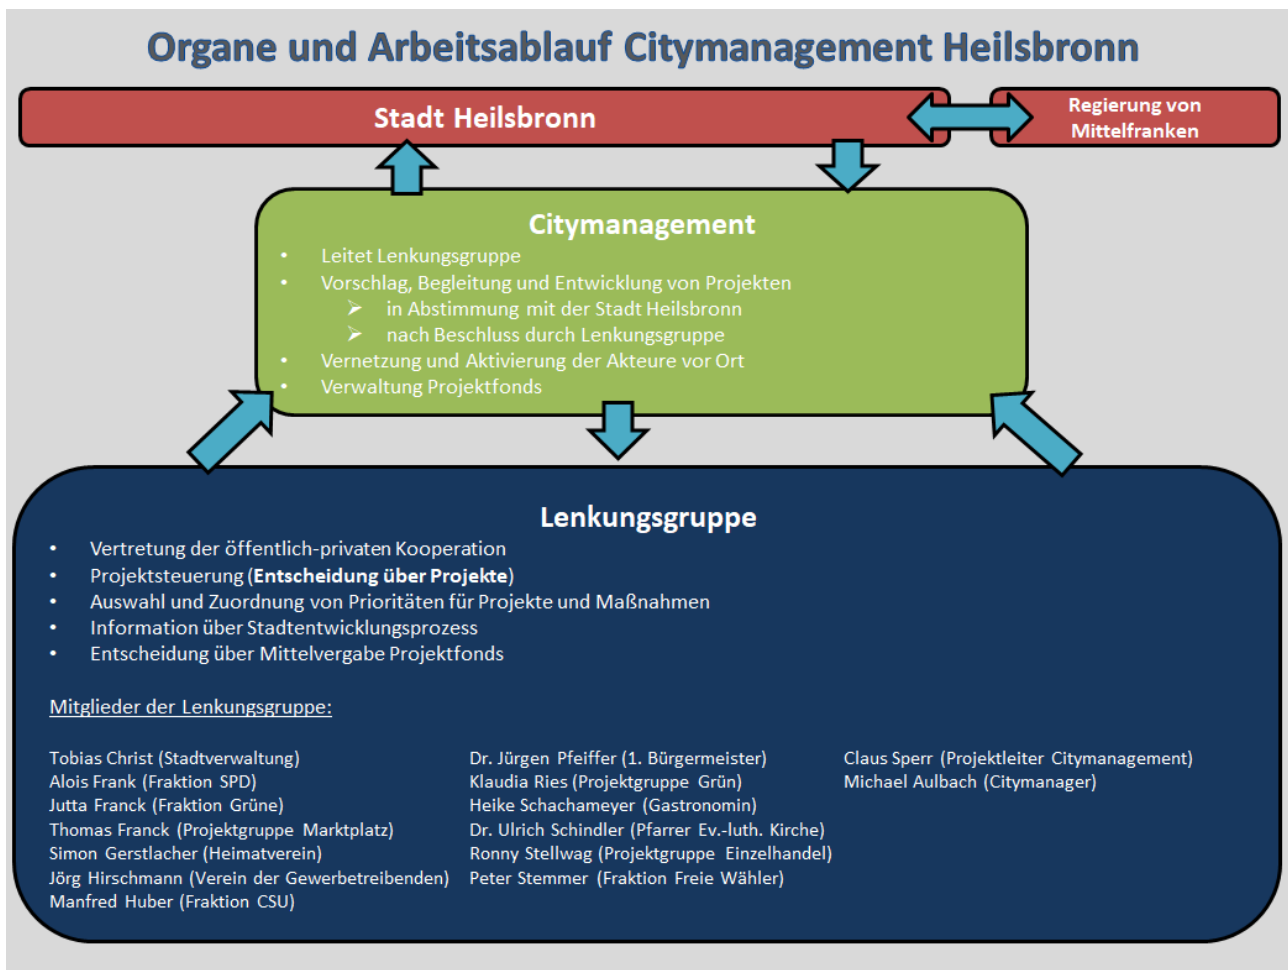 Organe und Arbeitsablauf Citymanagement Heilsbronn
Stadt Heilsbronn
Regierung von
Mittelfranken
Citymanagement
• Leitet Lenkungsgruppe
• Vorschlag, Begleitung und Entwicklung von Projekten
➢ in Abstimmung mit der Stadt Heilsbronn
➢ nach Beschluss durch Lenkungsgruppe
• Vernetzung und Aktivierung der Akteure vor Ort
• Verwaltung Projektfonds
Lenkungsgruppe
• Vertretung der öffentlich-privaten Kooperation
• Projektsteuerung (Entscheidung über Projekte)
• Auswahl und Zuordnung von Prioritäten für Projekte und Maßnahmen
• Information über Stadtentwicklungsprozess
• Entscheidung über Mittelvergabe Projektfonds
Mitglieder der Lenkungsgruppe:
Tobias Christ (Stadtverwaltung)
Alois Frank (Fraktion SPD)
Jutta Franck (Fraktion Grüne)
Thomas Franck (Projektgruppe Marktplatz)
Simon Gerstlacher (Heimatverein)
Jörg Hirschmann (Verein der Gewerbetreibenden)
Manfred Huber (Fraktion CSU)
Dr. Jürgen Pfeiffer (1. Bürgermeister)
Klaudia Ries (Projektgruppe Grün)
Heike Schachameyer (Gastronomin)
Dr. Ulrich Schindler (Pfarrer Ev.-luth. Kirche)
Ronny Stellwag (Projektgruppe Einzelhandel)
Peter Stemmer (Fraktion Freie Wähler)
Claus Sperr (Projektleiter Citymanagement)
Michael Aulbach (Citymanager)